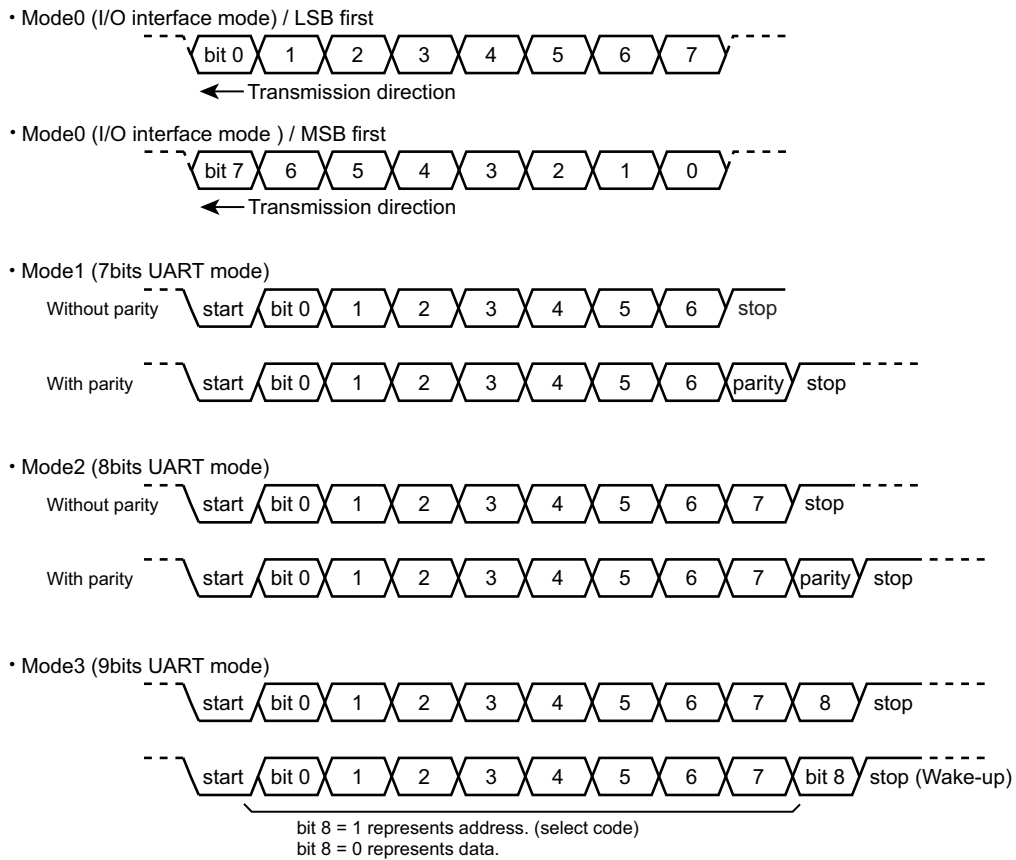 ・Mode0 (I/O interface mode) / LSB first
bit 0 1 2 3 4 5 6 7
Transmission direction
・Mode0 (I/O interface mode ) / MSB first
bit 7 6 5 4 3 2 1 0
Transmission direction
・Mode1 (7bits UART mode)
Without parity start bit 0 1 2 3 4 5 6 stop
With parity start bit 0 1 2 3 4 5 6 parity stop
・Mode2 (8bits UART mode)
Without parity start bit 0 1 2 3 4 5 6 7 stop
With parity start bit 0 1 2 3 4 5 6 7 parity stop
・Mode3 (9bits UART mode)
start bit 0 1 2 3 4 5 6 7 8 stop
start bit 0 1 2 3 4 5 6 7 bit 8 stop (Wake-up)
bit 8 = 1 represents address. (select code)
bit 8 = 0 represents data.